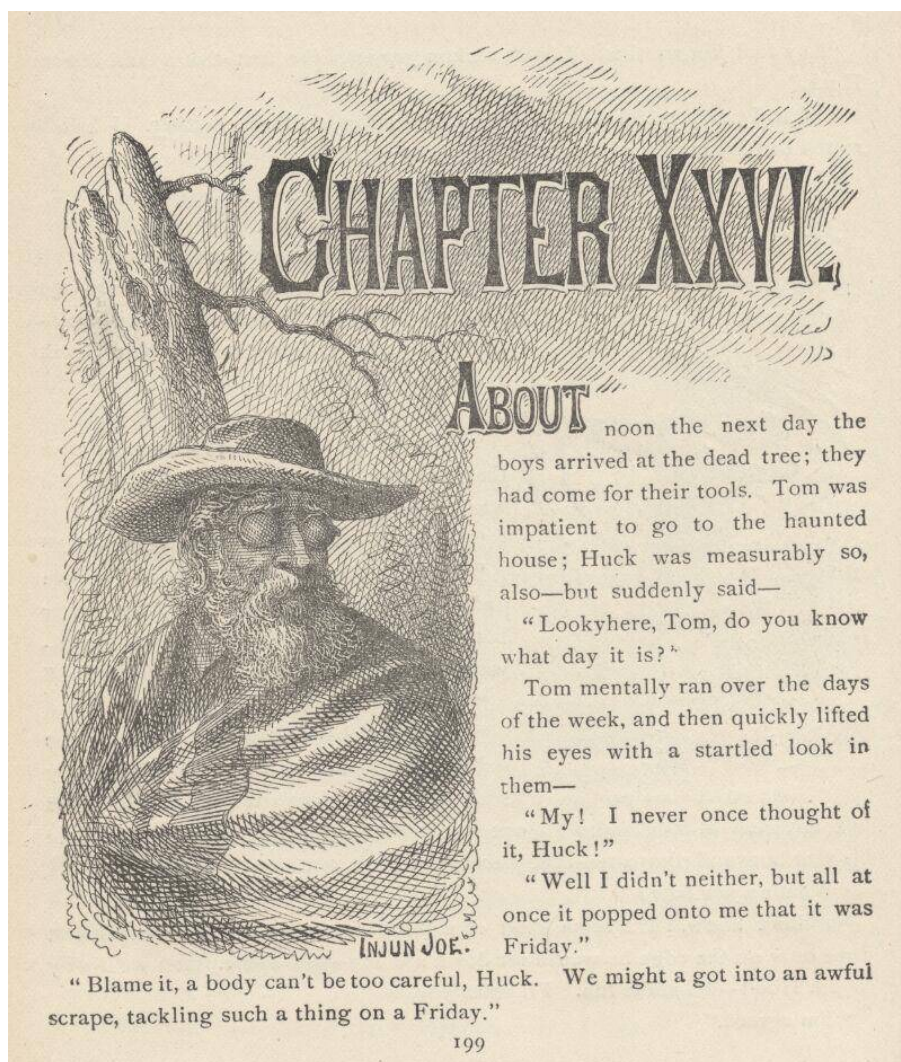 CHAPTER XXVI.
ABOUT noon the next day the
boys arrived at the dead tree; they
had come for their tools. Tom was
impatient to go to the haunted
house; Huck was measurably so,
also—but suddenly said—
"Lookyhere, Tom, do you know
what day it is?"
Tom mentally ran over the days
of the week, and then quickly lifted
his eyes with a startled look in
them—
"My! I never once thought of
it, Huck!"
"Well I didn't neither, but all at
once it popped onto me that it was
Friday."
INJUN JOE.
"Blame it, a body can't be too careful, Huck. We might a got into an awful
scrape, tackling such a thing on a Friday."
199